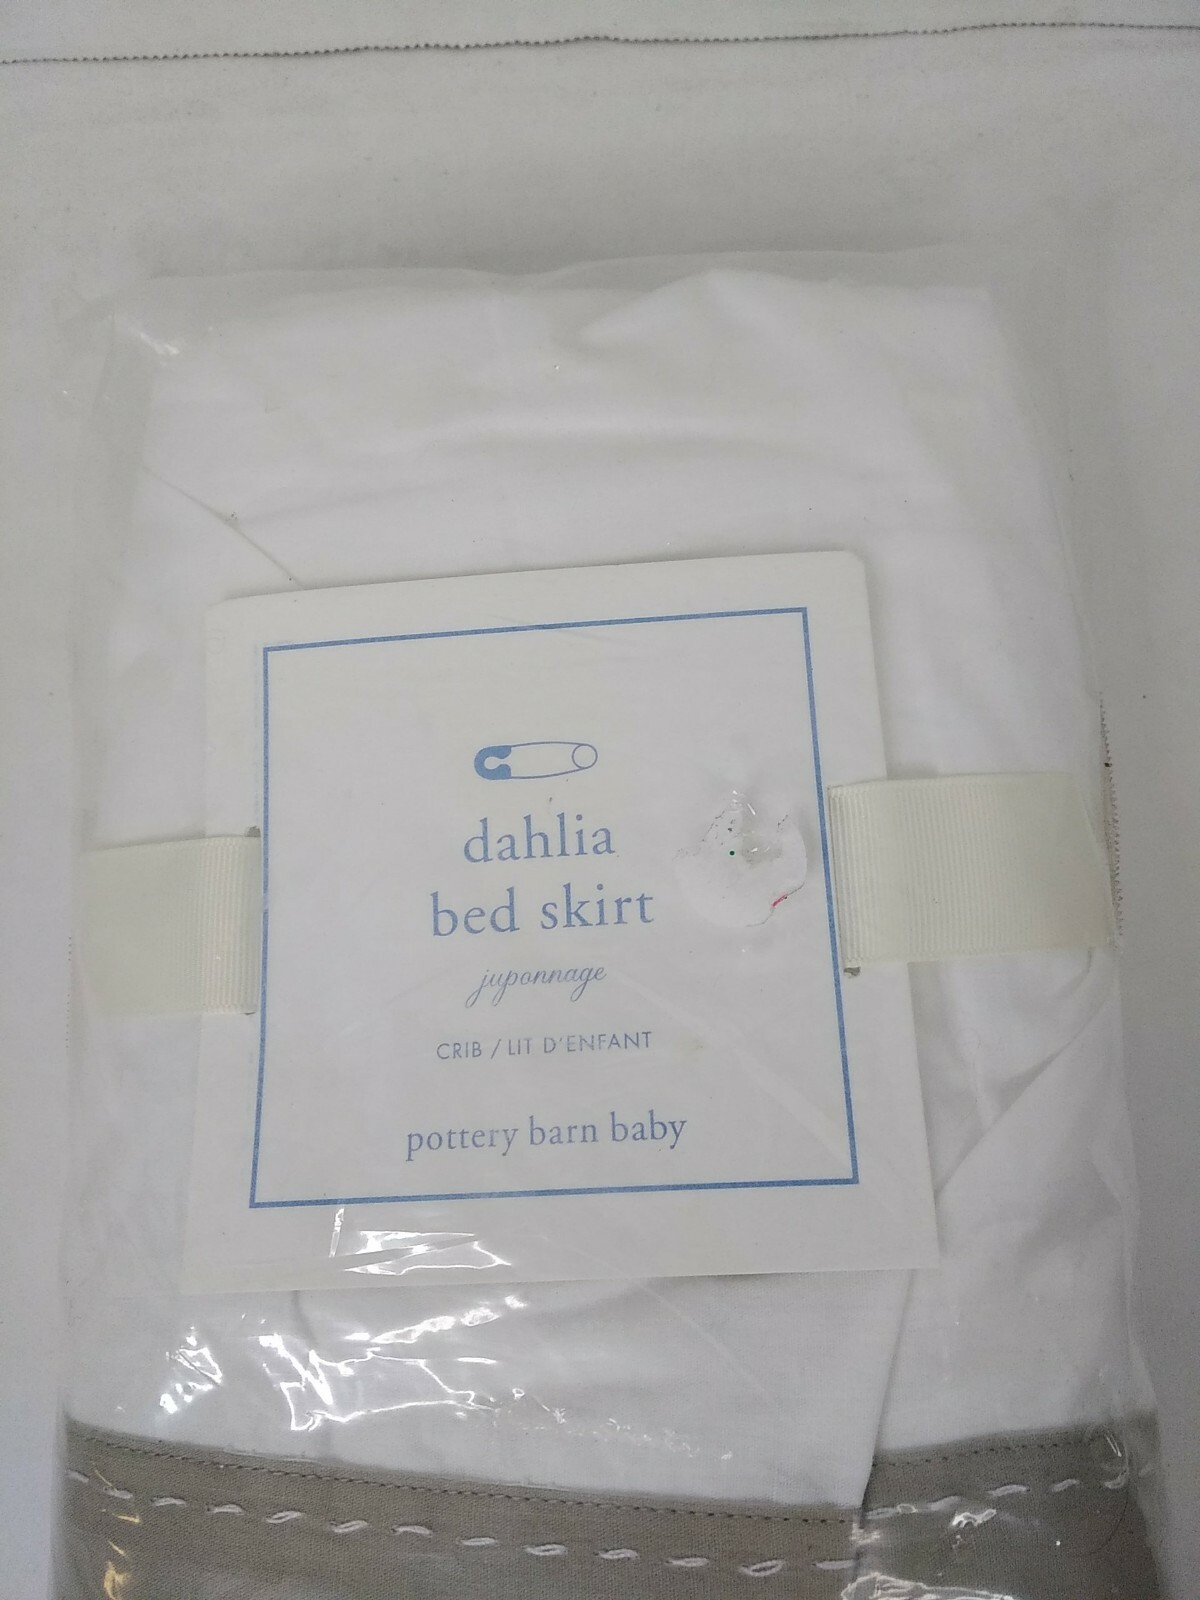 dahlia
bed skirt
juponnage
CRIB / LIT D'ENFANT
pottery barn baby